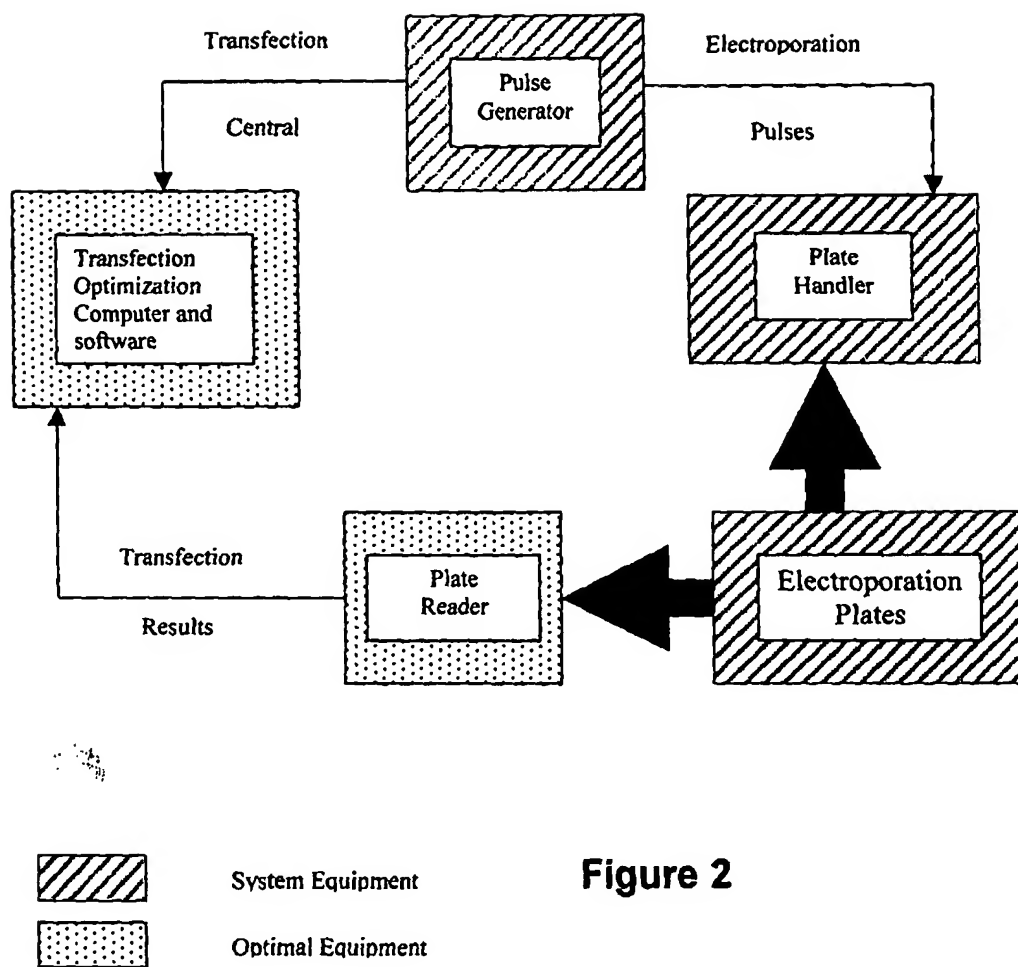 Transfection
Central
Pulse
Generator
Electroporation
Pulses
Transfection
Optimization
Computer and
software
Plate
Handler
Transfection
Results
Plate
Reader
Electroporation
Plates
System Equipment
Figure 2
Optimal Equipment